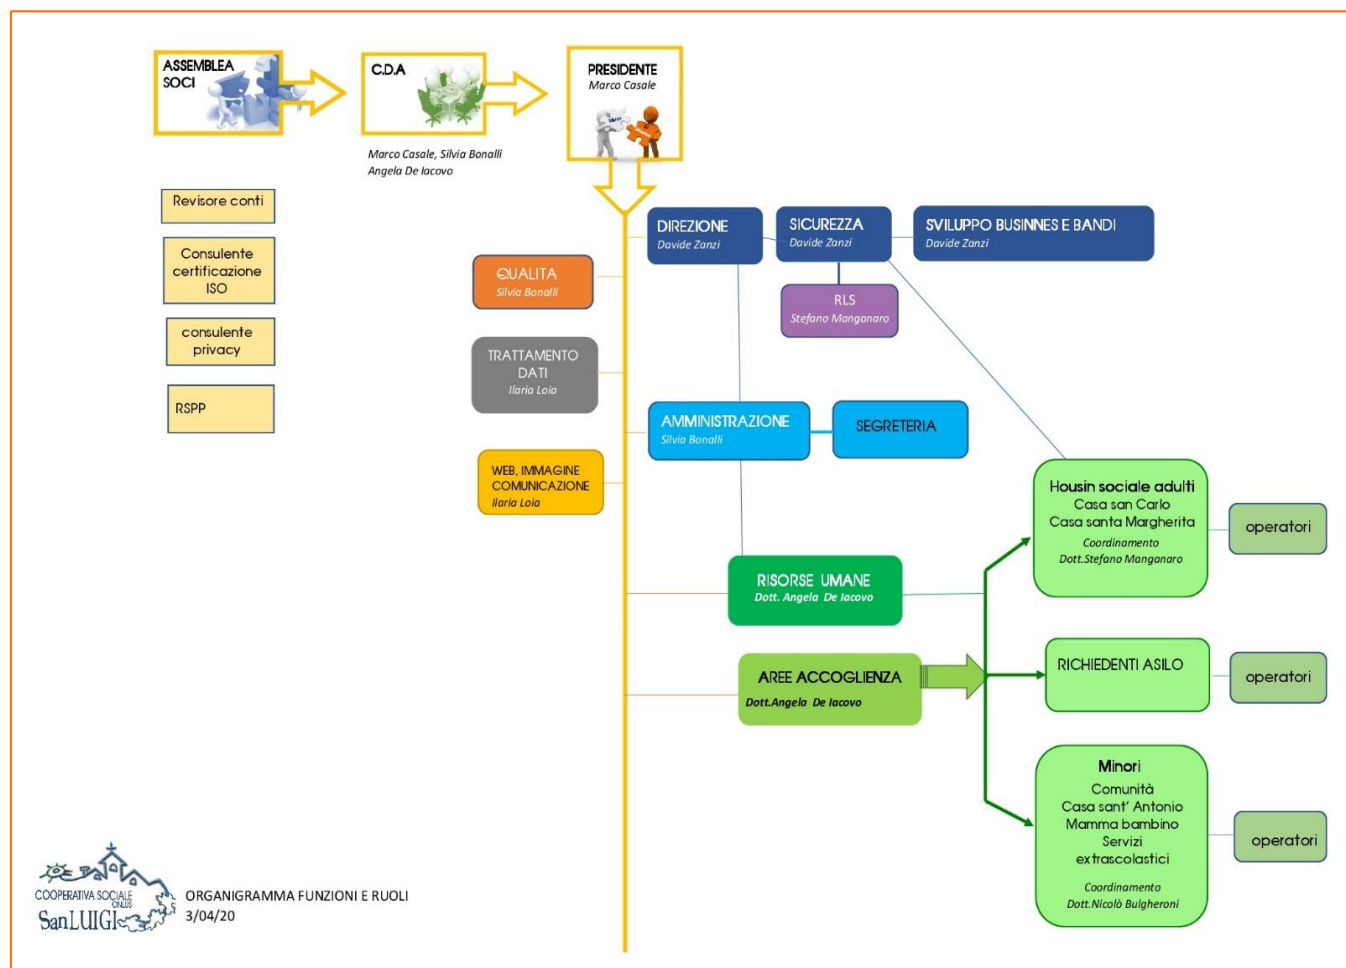 ASSEMBLEA
SOCI
C.D.A
PRESIDENTE
Marco Casale
Marco Casale, Silvia Bonalli
Angela De Iacovo
Revisore conti
Consulente
certificazione
ISO
consulente
privacy
RSPP
DIREZIONE
Davide Zanzi
SICUREZZA
Davide Zanzi
SVILUPPO BUSINNES E BANDI
Davide Zanzi
QUALITA
Silvia Bonalli
RLS
Stefano Manganaro
TRATTAMENTO
DATI
Ilaria Loia
AMMINISTRAZIONE
Silvia Bonalli
SEGRETERIA
WEB, IMMAGINE
COMUNICAZIONE
Ilaria Loia
Housin sociale adulti
Casa san Carlo
Casa santa Margherita
Coordinamento
Dott.Stefano Manganaro
operatori
RISORSE UMANE
Dott. Angela De Iacovo
AREE ACCOGLIENZA
Dott.Angela De Iacovo
RICHIEDENTI ASILO
operatori
Minori
Comunità
Casa sant' Antonio
Mamma bambino
Servizi
extrascolastici
Coordinamento
Dott.Nicolò Bulgheroni
operatori
COOPERATIVA SOCIALE
ONLUS
San LUIGI
ORGANIGRAMMA FUNZIONI E RUOLI
3/04/20